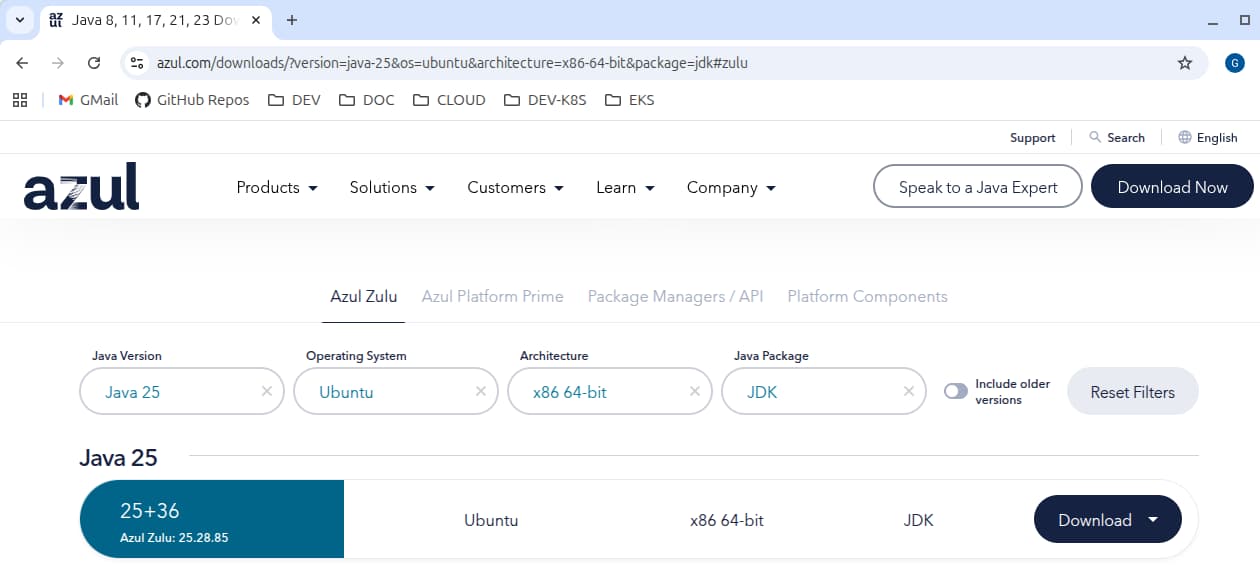 Java 8, 11, 17, 21, 23 Do
azul.com/downloads/?version=java-25&os=ubuntu&architecture=x86-64-bit&package=jdk#zulu
G
GMail GitHub Repos DEV DOC CLOUD DEV-K8S EKS
Support Search English
azul Products Solutions Customers Learn Company Speak to a Java Expert Download Now
Azul Zulu Azul Platform Prime Package Managers / API Platform Components
Java Version Operating System Architecture Java Package
Java 25 Ubuntu x86 64-bit JDK Include older versions Reset Filters
Java 25
25+36 Ubuntu x86 64-bit JDK Download
Azul Zulu: 25.28.85